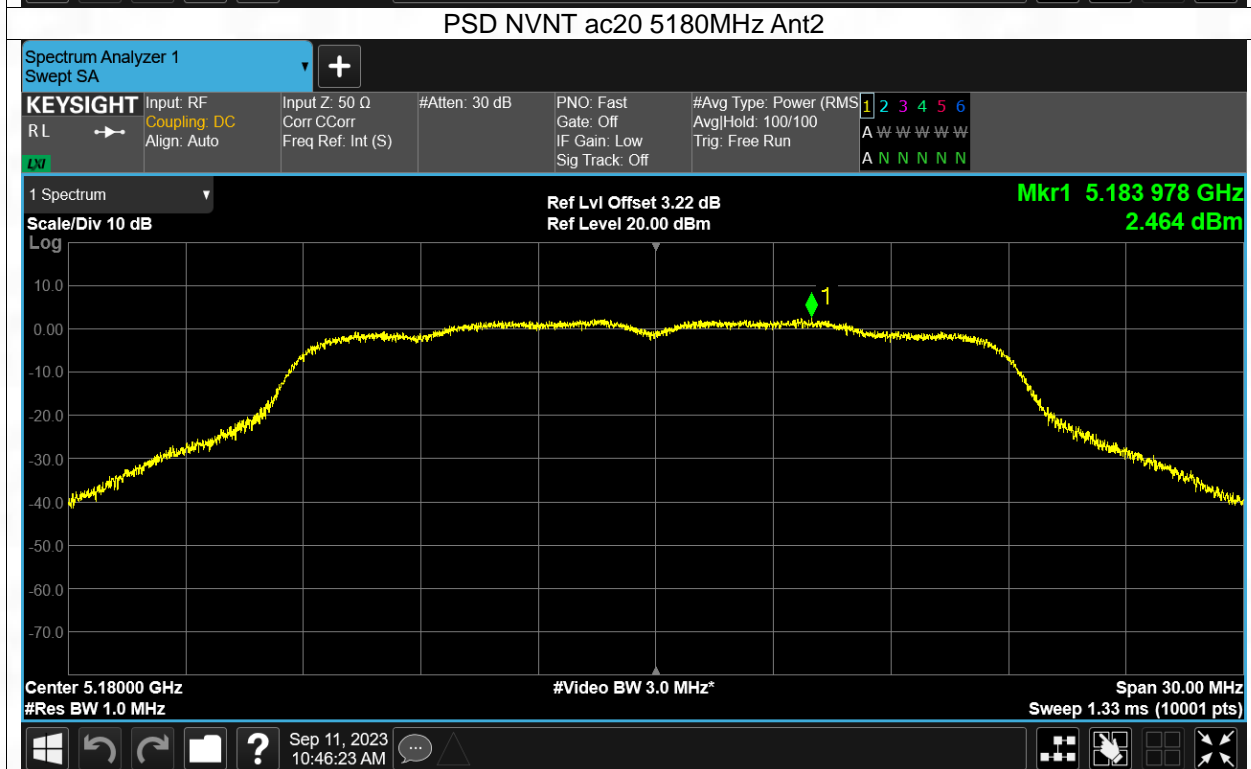 PSD NVNT ac20 5180MHz Ant2
Spectrum Analyzer 1
Swept SA
KEYSIGHT
R L
LXI
Input: RF
Coupling: DC
Align: Auto
Input Z: 50 Ω
Corr CCorr
Freq Ref: Int (S)
#Atten: 30 dB
PNO: Fast
Gate: Off
IF Gain: Low
Sig Track: Off
#Avg Type: Power (RMS
Avg|Hold: 100/100
Trig: Free Run
1 2 3 4 5 6
A W W W W W
A N N N N N
1 Spectrum
Scale/Div 10 dB
Log
Ref Lvl Offset 3.22 dB
Ref Level 20.00 dBm
Mkr1 5.183 978 GHz
2.464 dBm
1
10.0
0.00
-10.0
-20.0
-30.0
-40.0
-50.0
-60.0
-70.0
Center 5.18000 GHz
#Res BW 1.0 MHz
#Video BW 3.0 MHz*
Span 30.00 MHz
Sweep 1.33 ms (10001 pts)
?
Sep 11, 2023
10:46:23 AM